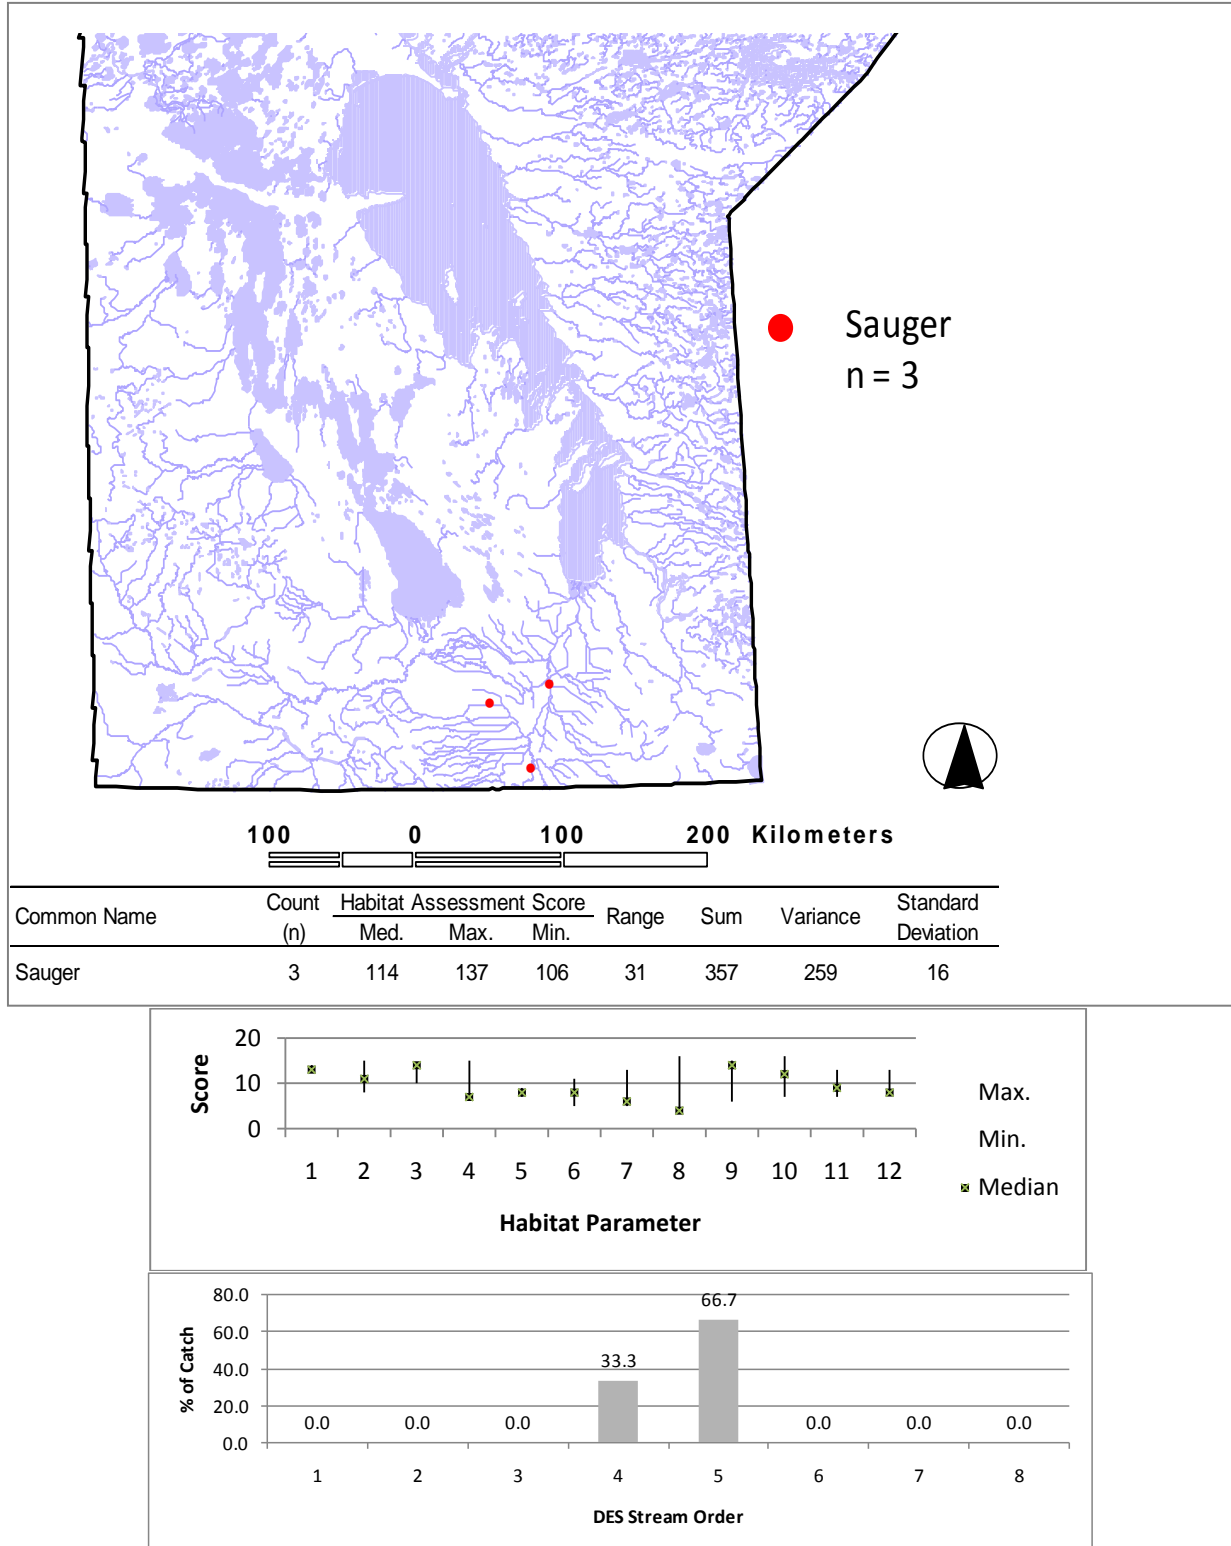 Sauger
n = 3
100 0 100 200 Kilometers
Common Name Count (n) Habitat Assessment Score Med. Max. Min. Range Sum Variance Standard Deviation
Sauger 3 114 137 106 31 357 259 16
20
10
0
Score
1 2 3 4 5 6 7 8 9 10 11 12
Habitat Parameter
Max.
Min.
Median
80.0
60.0
40.0
20.0
0.0
% of Catch
0.0 0.0 0.0 33.3 66.7 0.0 0.0 0.0
1 2 3 4 5 6 7 8
DES Stream Order